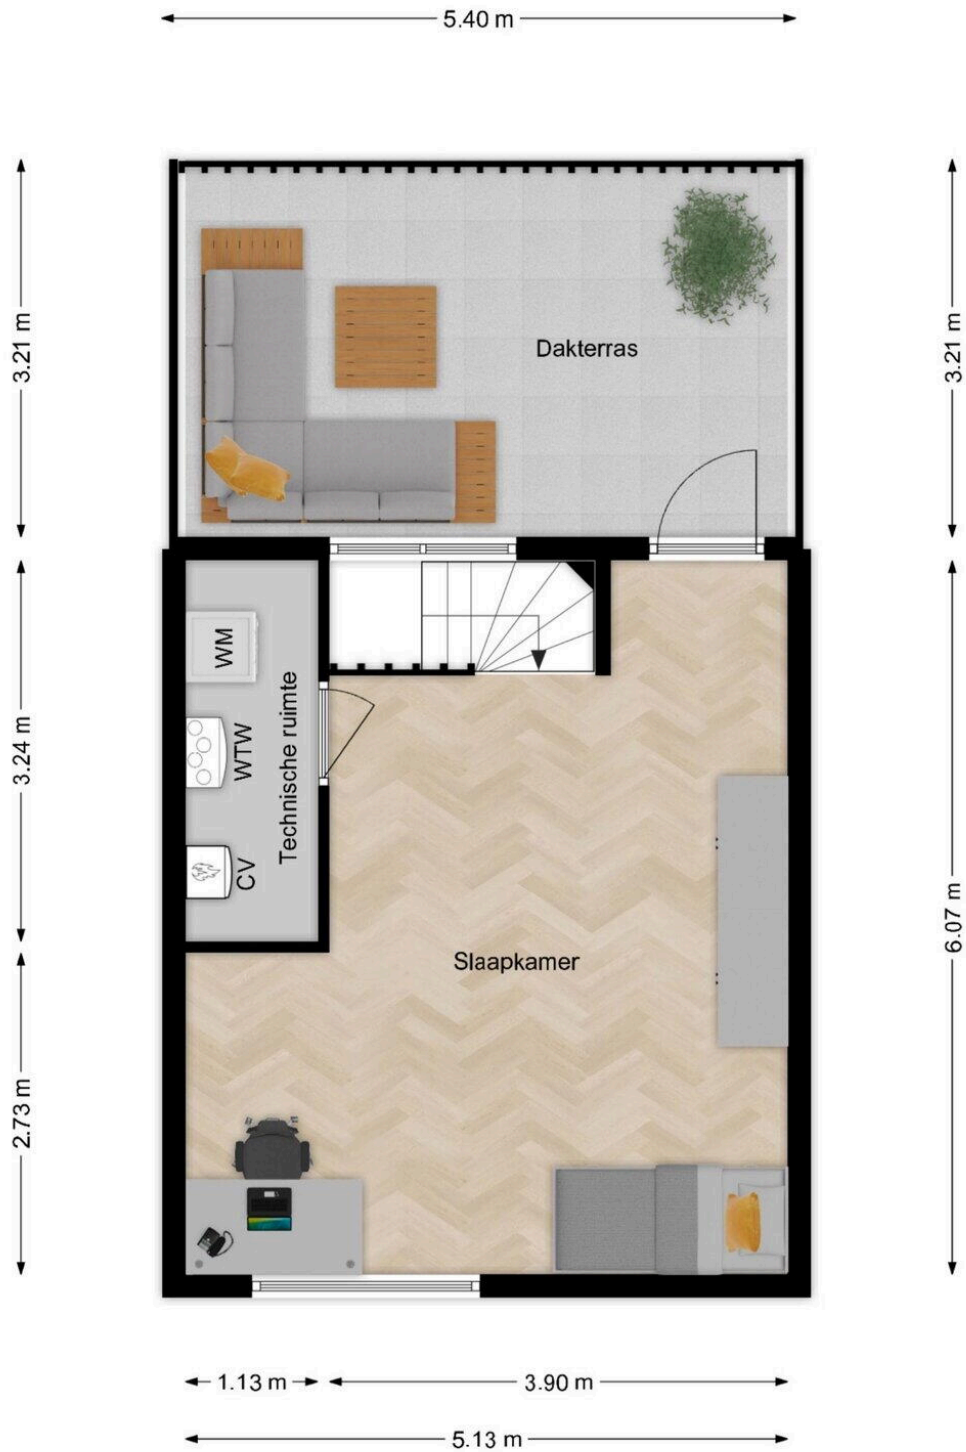 5.40 m
3.21 m
3.21 m
Dakterras
WM
WTW
Technische ruimte
CV
3.24 m
6.07 m
Slaapkamer
2.73 m
1.13 m
3.90 m
5.13 m